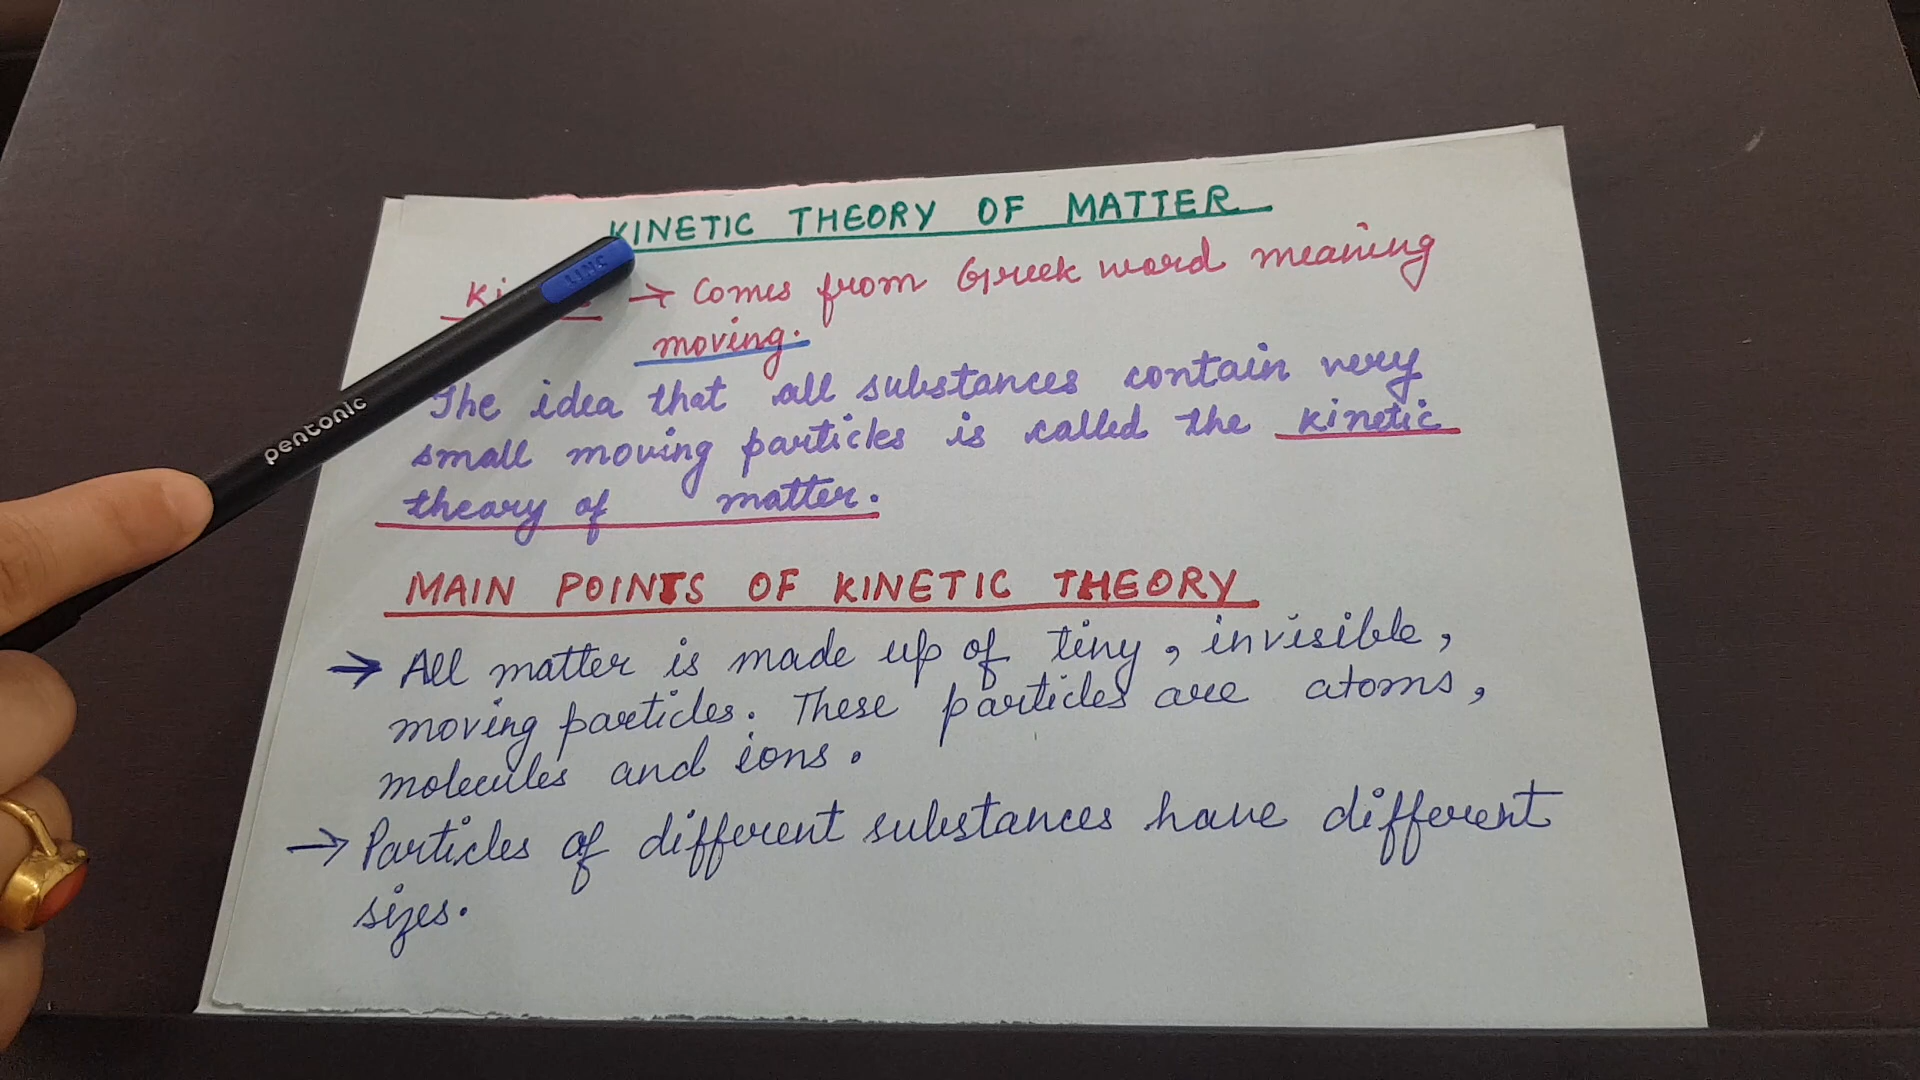 KINETIC THEORY OF MATTER
→ Comes from Greek word meaning
moving.
The idea that all substances contain very
small moving particles is called the kinetic
theory of matter.
MAIN POINTS OF KINETIC THEORY
→ All matter is made up of tiny, invisible,
moving particles. These particles are atoms,
molecules and ions.
→ Particles of different substances have different
sizes.
LINC
pentonic